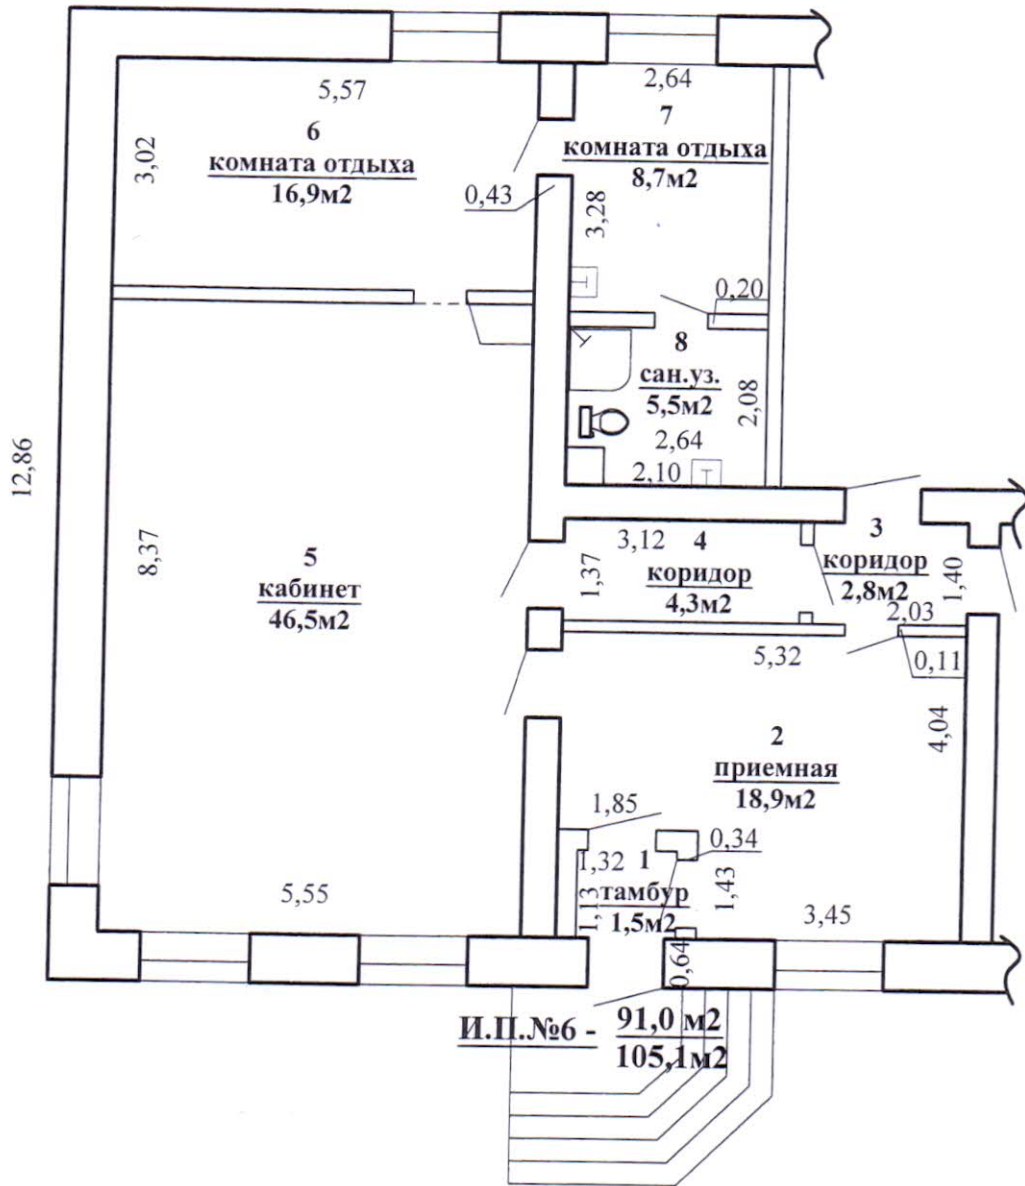 5,57
2,64
6
комната отдыха
16,9м2
3,02
7
комната отдыха
8,7м2
0,43
3,28
0,20
8
сан.уз.
5,5м2
2,08
2,64
2,10
12,86
8,37
5
кабинет
46,5м2
3,12
4
коридор
4,3м2
1,37
3
коридор
2,8м2
1,40
2,03
5,32
0,11
4,04
2
приемная
18,9м2
1,85
0,34
1,32
1
тамбур
1,5м2
1,13
1,43
5,55
3,45
0,64
И.П.№6 - 91,0 м2
105,1м2